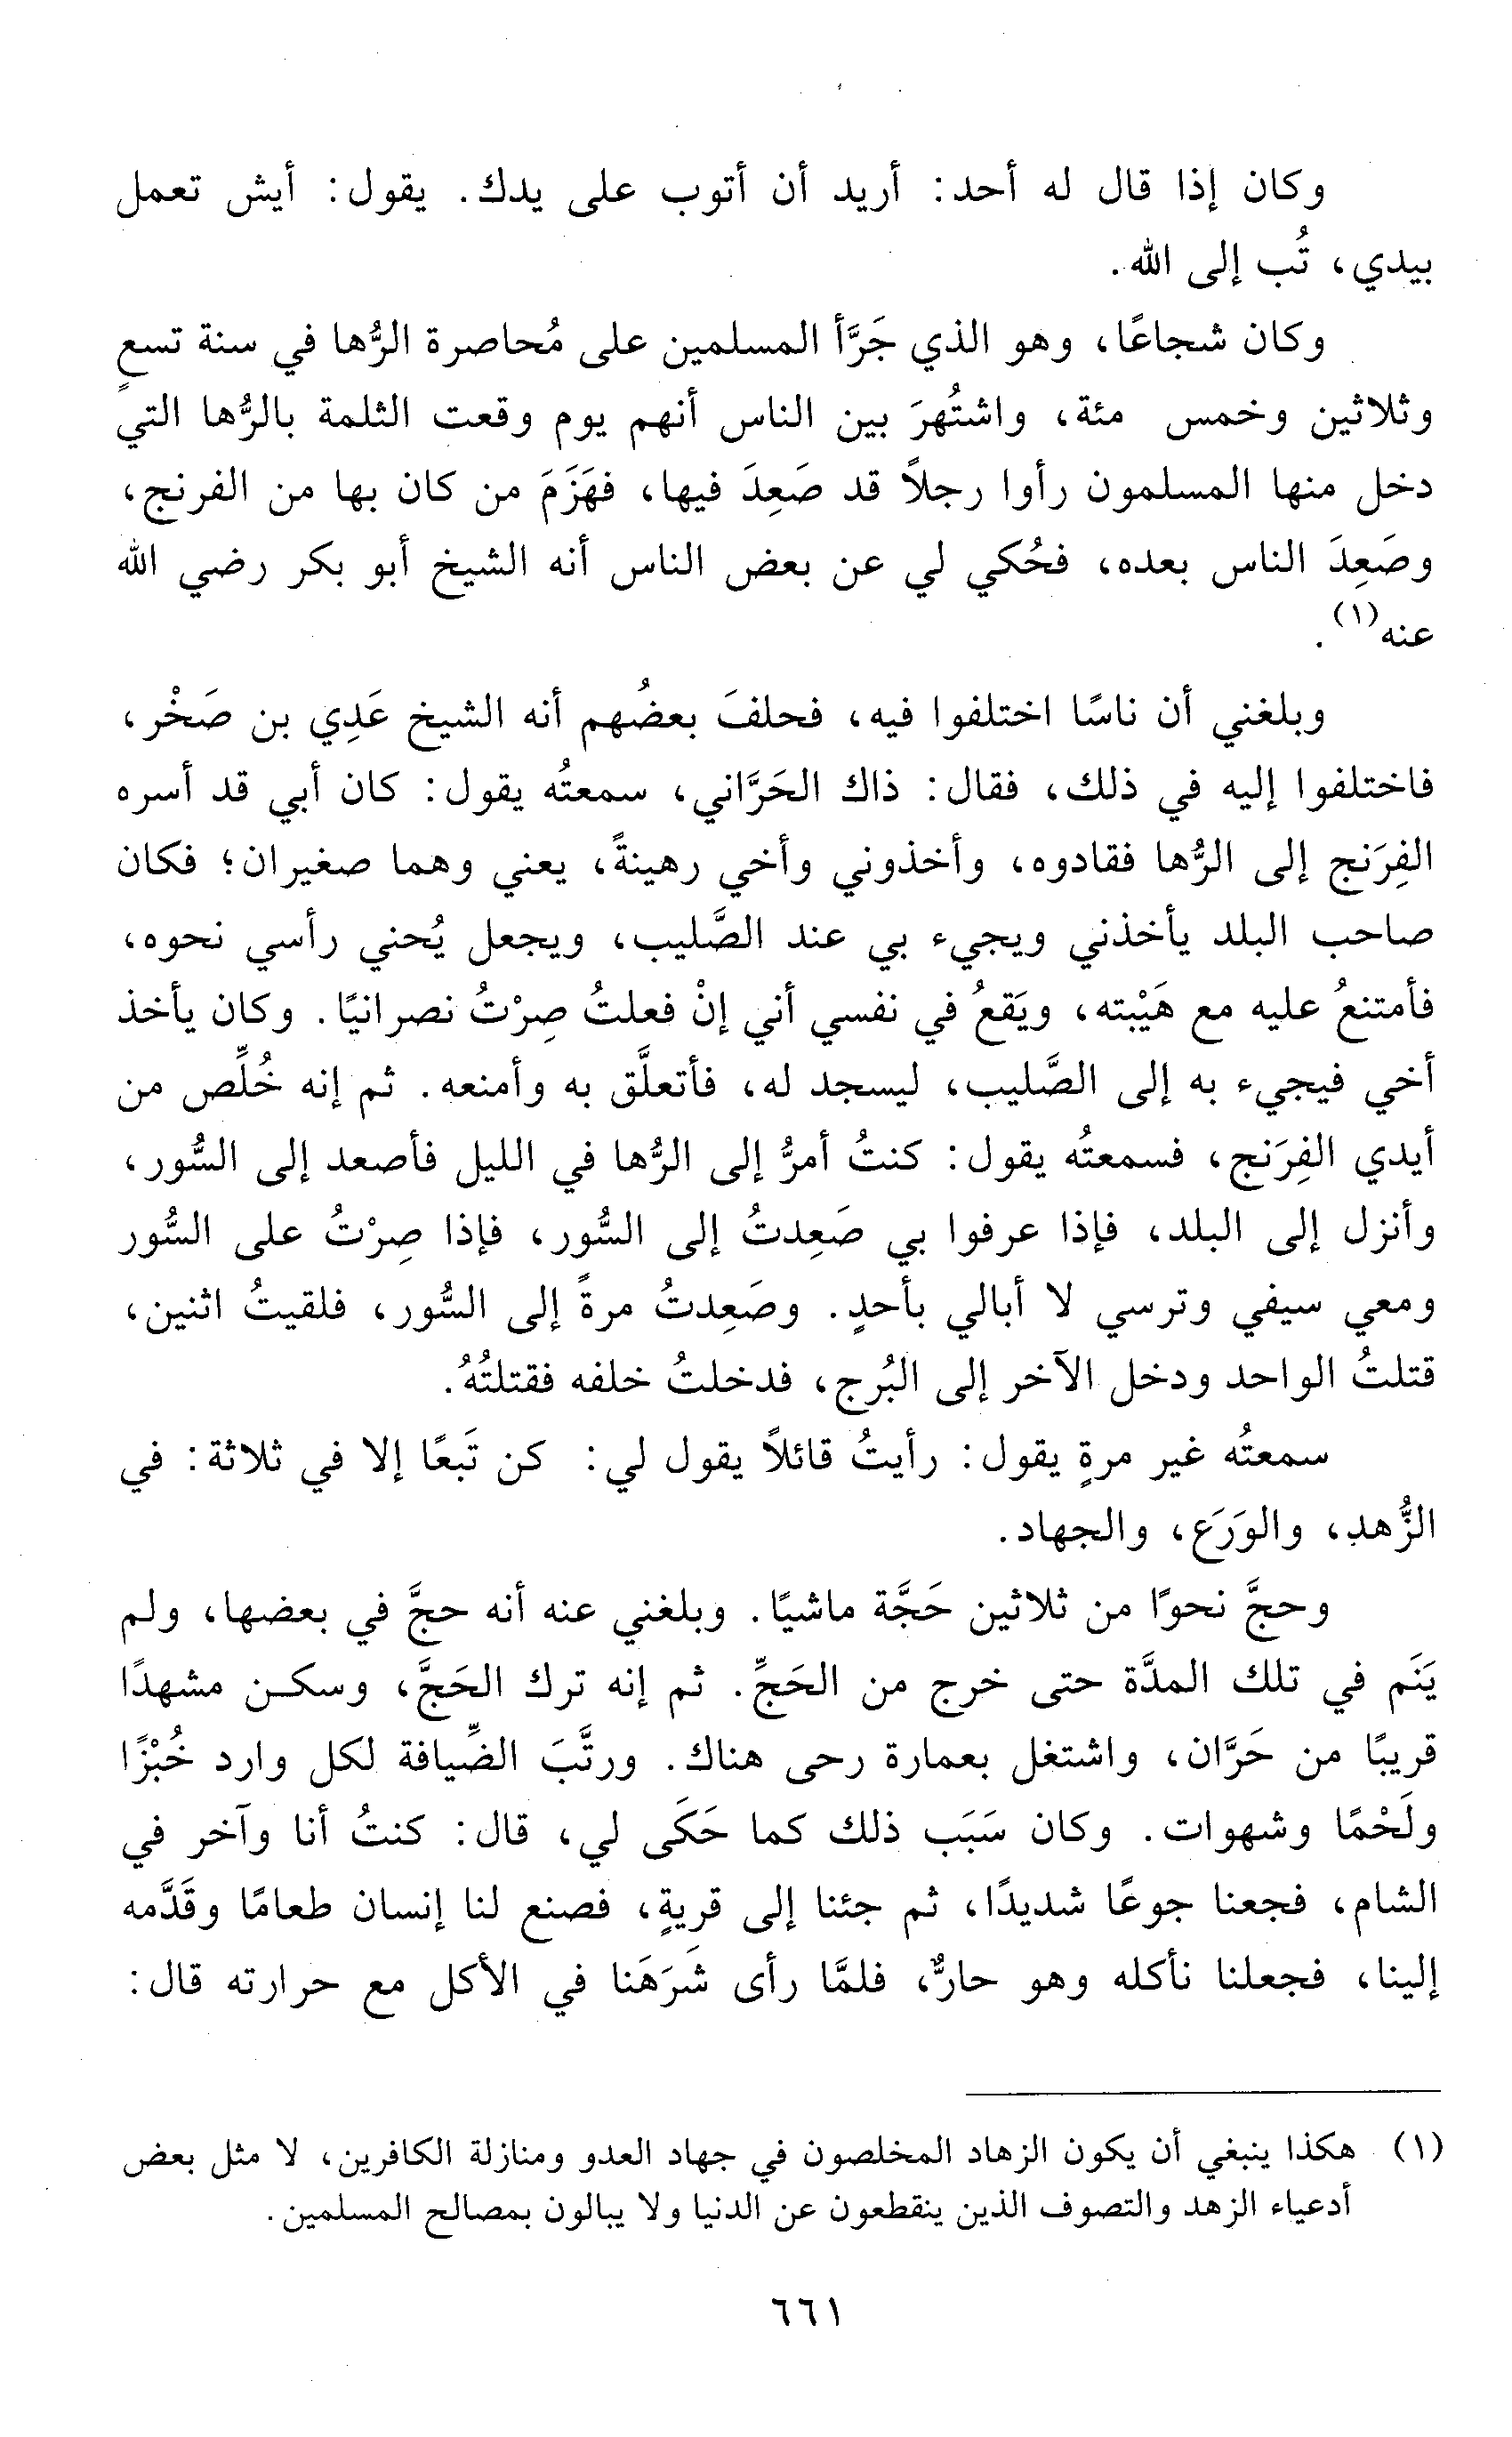 وكان إذا قال له أحد: أريد أن أتوب على يدك. يقول: أيش تعمل
بيدي، تُب إلى الله.
وكان شجاعًا، وهو الذي جَرَّأ المسلمين على مُحاصرة الرُّها في سنة تسعٍ
وثلاثين وخمس مئة، واشتُهرَ بين الناس أنهم يوم وقعت الثلمة بالرُّها التي
دخل منها المسلمون رأوا رجلاً قد صَعِدَ فيها، فهَزَمَ من كان بها من الفرنج،
وصَعِدَ الناس بعده، فحُكي لي عن بعض الناس أنه الشيخ أبو بكر رضي الله
عنه(١).
وبلغني أن ناسًا اختلفوا فيه، فحلفَ بعضُهم أنه الشيخ عَدِي بن صَخْر،
فاختلفوا إليه في ذلك، فقال: ذاك الحَرَّاني، سمعتُه يقول: كان أبي قد أسره
الفِرَنج إلى الرُّها فقادوه، وأخذوني وأخي رهينةً، يعني وهما صغيران؛ فكان
صاحب البلد يأخذني ويجيء بي عند الصَّليب، ويجعل يُحني رأسي نحوه،
فأمتنعُ عليه مع هَيْبته، ويَقعُ في نفسي أني إنْ فعلتُ صِرْتُ نصرانيًا. وكان يأخذ
أخي فيجيء به إلى الصَّليب، ليسجد له، فأتعلَّق به وأمنعه. ثم إنه خُلِّص من
أيدي الفِرَنج، فسمعتُه يقول: كنتُ أمرُّ إلى الرُّها في الليل فأصعد إلى السُّور،
وأنزل إلى البلد، فإذا عرفوا بي صَعِدتُ إلى السُّور، فإذا صِرْتُ على السُّور
ومعي سيفي وترسي لا أبالي بأحدٍ. وصَعِدتُ مرةً إلى السُّور، فلقيتُ اثنين،
قتلتُ الواحد ودخل الآخر إلى البُرج، فدخلتُ خلفه فقتلتُهُ.
سمعتُه غير مرةٍ يقول: رأيتُ قائلاً يقول لي: كن تَبعًا إلا في ثلاثة: في
الزُّهد، والوَرَع، والجهاد.
وحجَّ نحوًا من ثلاثين حَجَّة ماشيًا. وبلغني عنه أنه حجَّ في بعضها، ولم
يَنَم في تلك المدَّة حتى خرج من الحَجِّ. ثم إنه ترك الحَجَّ، وسكن مشهدًا
قريبًا من حَرَّان، واشتغل بعمارة رحى هناك. ورتَّبَ الضِّيافة لكل وارد خُبْزًا
ولَحْمًا وشهوات. وكان سَبَب ذلك كما حَكَى لي، قال: كنتُ أنا وآخر في
الشام، فجعنا جوعًا شديدًا، ثم جئنا إلى قريةٍ، فصنع لنا إنسان طعامًا وقَدَّمه
إلينا، فجعلنا نأكله وهو حارٌّ، فلمَّا رأى شَرَهَنا في الأكل مع حرارته قال:
(١) هكذا ينبغي أن يكون الزهاد المخلصون في جهاد العدو ومنازلة الكافرين، لا مثل بعض
أدعياء الزهد والتصوف الذين ينقطعون عن الدنيا ولا يبالون بمصالح المسلمين.
٦٦١